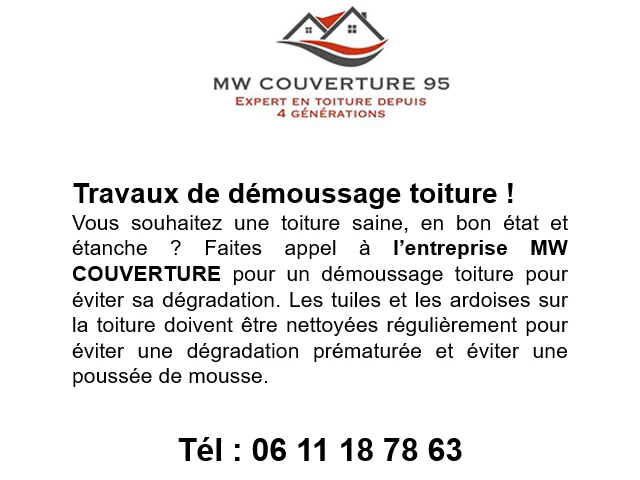 MW COUVERTURE 95
EXPERT EN TOITURE DEPUIS
4 GÉNÉRATIONS
Travaux de démoussage toiture !
Vous souhaitez une toiture saine, en bon état et
étanche ? Faites appel à l’entreprise MW
COUVERTURE pour un démoussage toiture pour
éviter sa dégradation. Les tuiles et les ardoises sur
la toiture doivent être nettoyées régulièrement pour
éviter une dégradation prématurée et éviter une
poussée de mousse.
Tél : 06 11 18 78 63